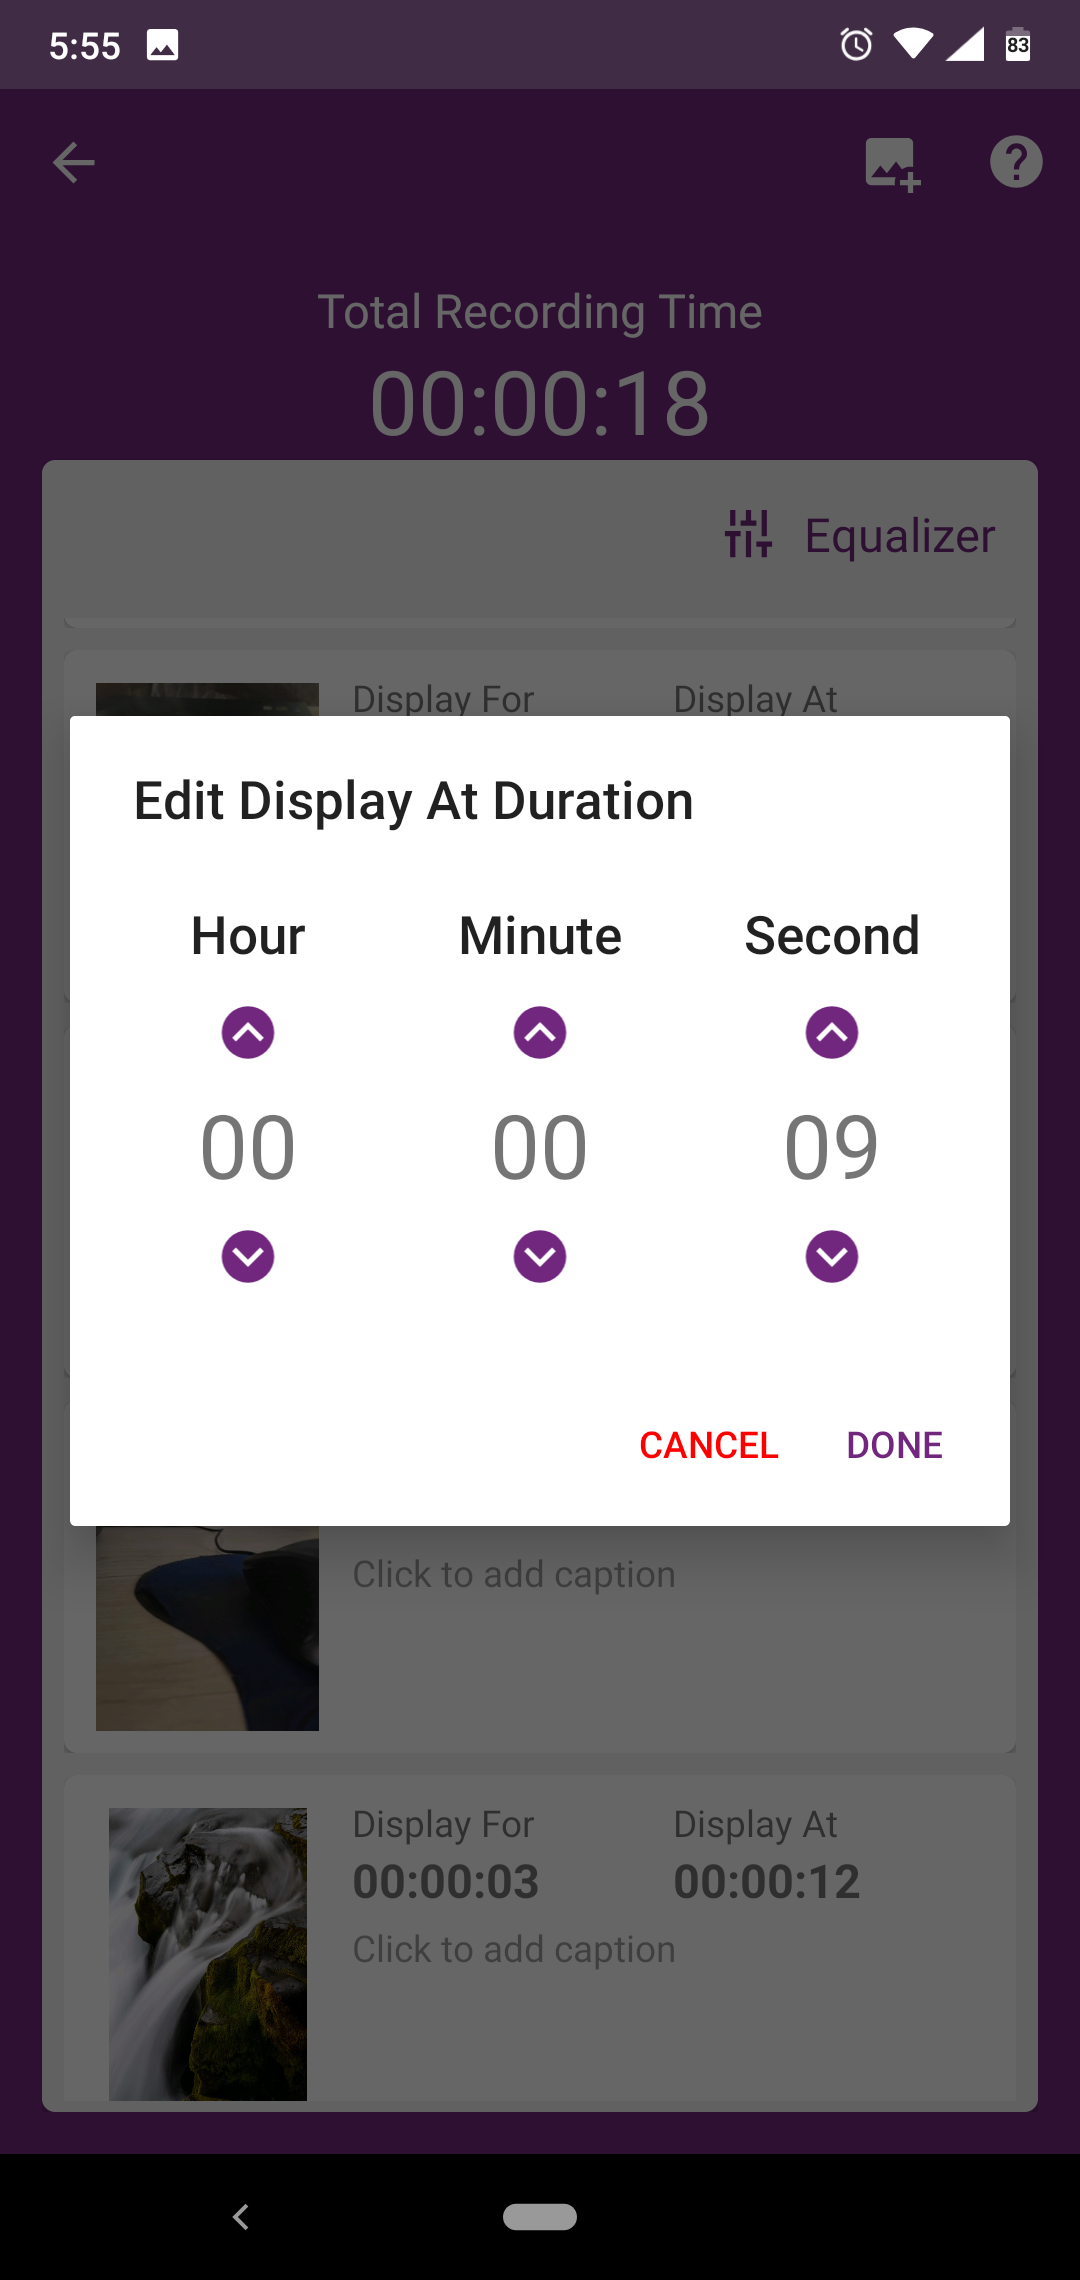 5:55
83
Total Recording Time
00:00:18
Equalizer
Display For Display At
Edit Display At Duration
Hour Minute Second
00 00 09
CANCEL DONE
Click to add caption
Display For Display At
00:00:03 00:00:12
Click to add caption